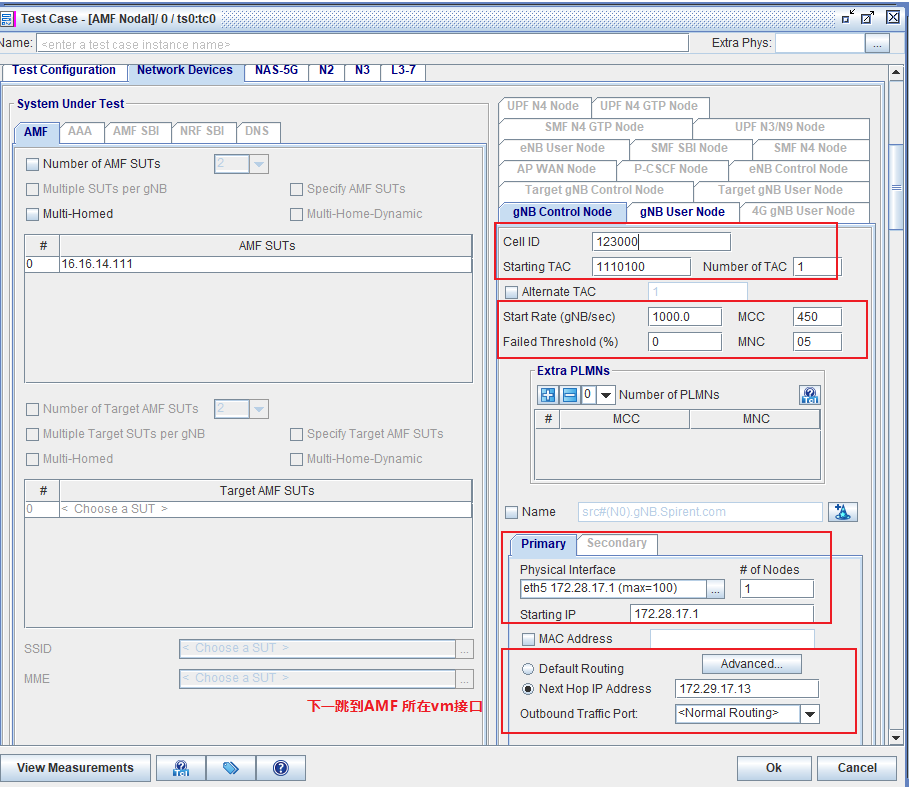 Test Case - [AMF Nodal]/ 0 / ts0:tc0
Name: <enter a test case instance name> Extra Phys: ...
Test Configuration Network Devices NAS-5G N2 N3 L3-7
System Under Test
AMF AAA AMF SBI NRF SBI DNS
Number of AMF SUTs 2
Multiple SUTs per gNB Specify AMF SUTs
Multi-Homed Multi-Home-Dynamic
# AMF SUTs
0 16.16.14.111
Number of Target AMF SUTs 2
Multiple Target SUTs per gNB Specify Target AMF SUTs
Multi-Homed Multi-Home-Dynamic
# Target AMF SUTs
0 < Choose a SUT >
SSID < Choose a SUT > ...
MME < Choose a SUT > ...
下一跳到AMF 所在vm接口
UPF N4 Node UPF N4 GTP Node
SMF N4 GTP Node UPF N3/N9 Node
eNB User Node SMF SBI Node SMF N4 Node
AP WAN Node P-CSCF Node eNB Control Node
Target gNB Control Node Target gNB User Node
gNB Control Node gNB User Node 4G gNB User Node
Cell ID 123000
Starting TAC 1110100 Number of TAC 1
Alternate TAC 1
Start Rate (gNB/sec) 1000.0 MCC 450
Failed Threshold (%) 0 MNC 05
Extra PLMNs
0 Number of PLMNs Tcl
# MCC MNC
Name src#(N0).gNB.Spirent.com
Primary Secondary
Physical Interface # of Nodes
eth5 172.28.17.1 (max=100) ... 1
Starting IP 172.28.17.1
MAC Address
Default Routing Advanced...
Next Hop IP Address 172.29.17.13
Outbound Traffic Port: <Normal Routing>
View Measurements Tcl ? Ok Cancel